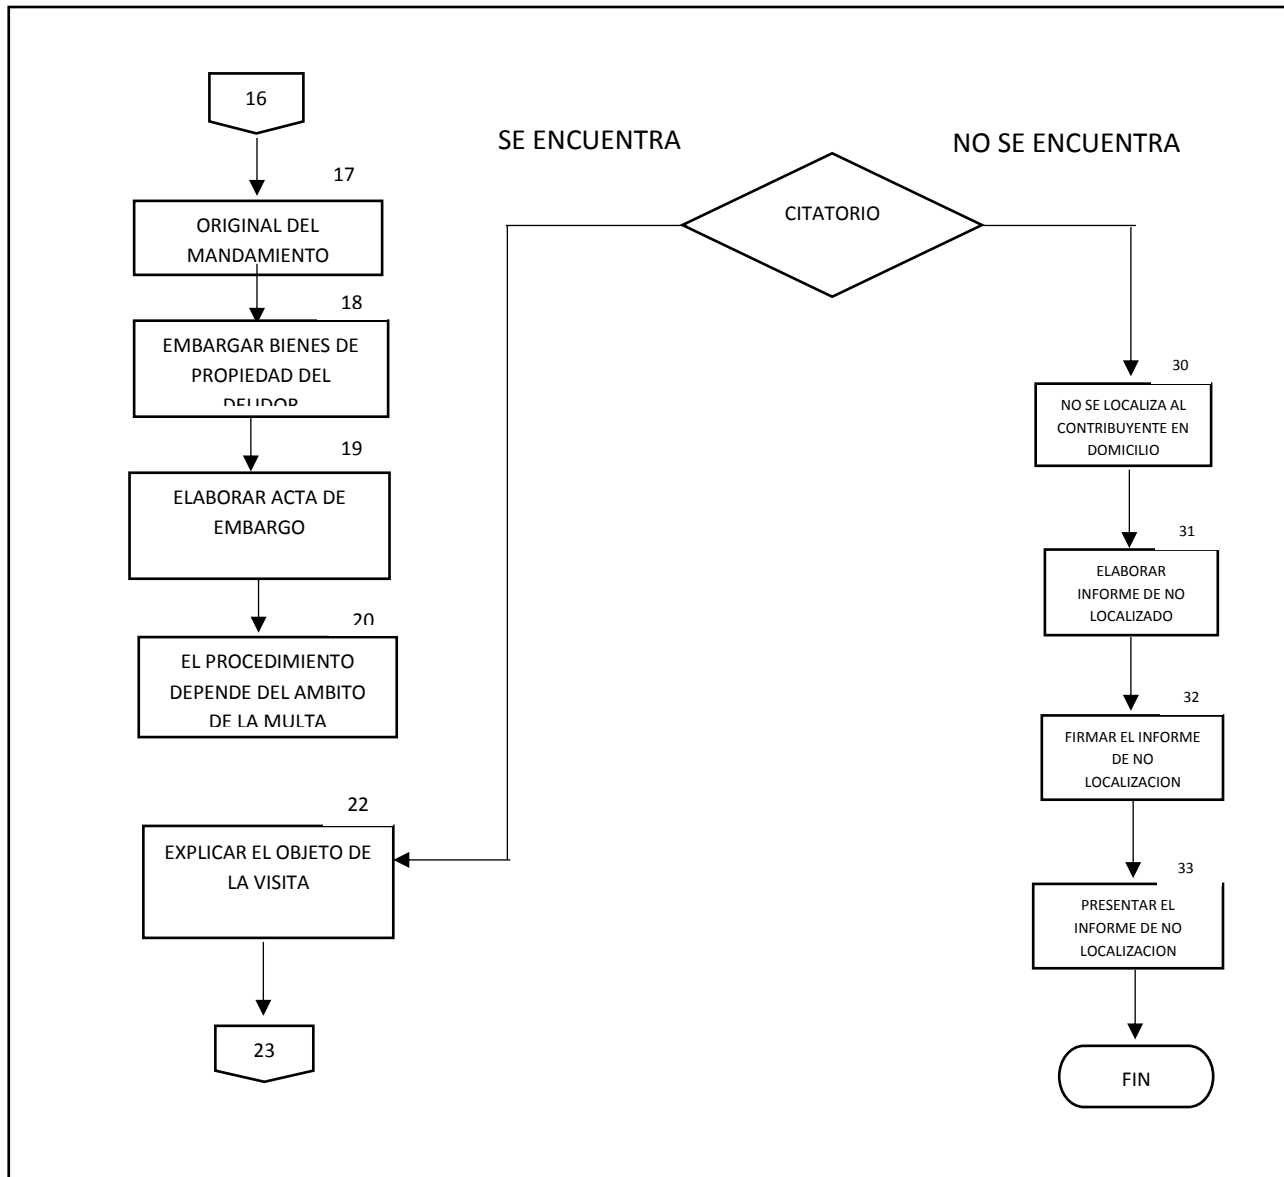 16
SE ENCUENTRA
NO SE ENCUENTRA
CITATORIO
17
ORIGINAL DEL
MANDAMIENTO
18
EMBARGAR BIENES DE
PROPIEDAD DEL
DEUDOR
19
ELABORAR ACTA DE
EMBARGO
20
EL PROCEDIMIENTO
DEPENDE DEL AMBITO
DE LA MULTA
22
EXPLICAR EL OBJETO DE
LA VISITA
23
30
NO SE LOCALIZA AL
CONTRIBUYENTE EN
DOMICILIO
31
ELABORAR
INFORME DE NO
LOCALIZADO
32
FIRMAR EL INFORME
DE NO
LOCALIZACION
33
PRESENTAR EL
INFORME DE NO
LOCALIZACION
FIN